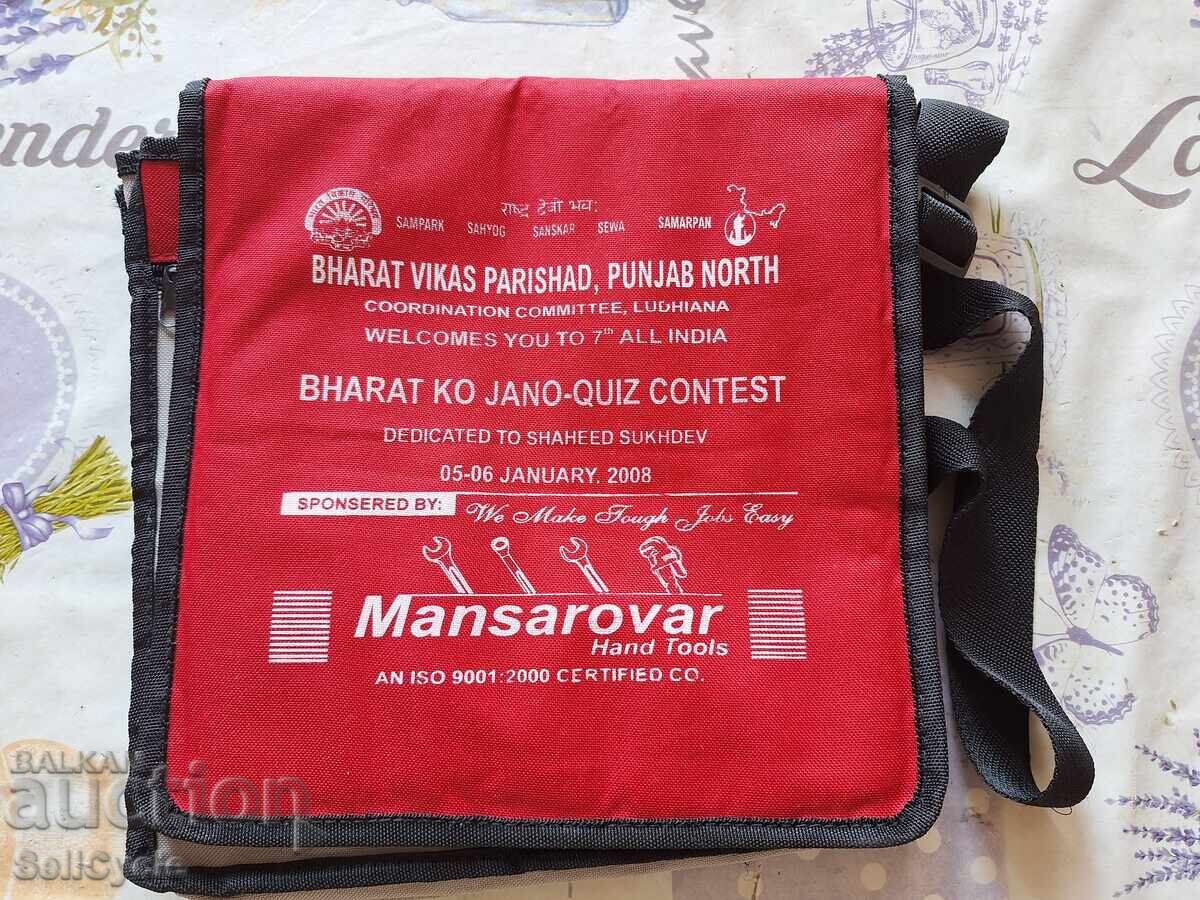 राष्ट्र देवो भव:
SAMPARK SAHYOG SANSKAR SEWA SAMARPAN
BHARAT VIKAS PARISHAD, PUNJAB NORTH
COORDINATION COMMITTEE, LUDHIANA
WELCOMES YOU TO 7th ALL INDIA
BHARAT KO JANO-QUIZ CONTEST
DEDICATED TO SHAHEED SUKHDEV
05-06 JANUARY. 2008
SPONSERED BY: We Make Tough Jobs Easy
Mansarovar
Hand Tools
AN ISO 9001:2000 CERTIFIED CO.
BALKAN
auction
SellCycle